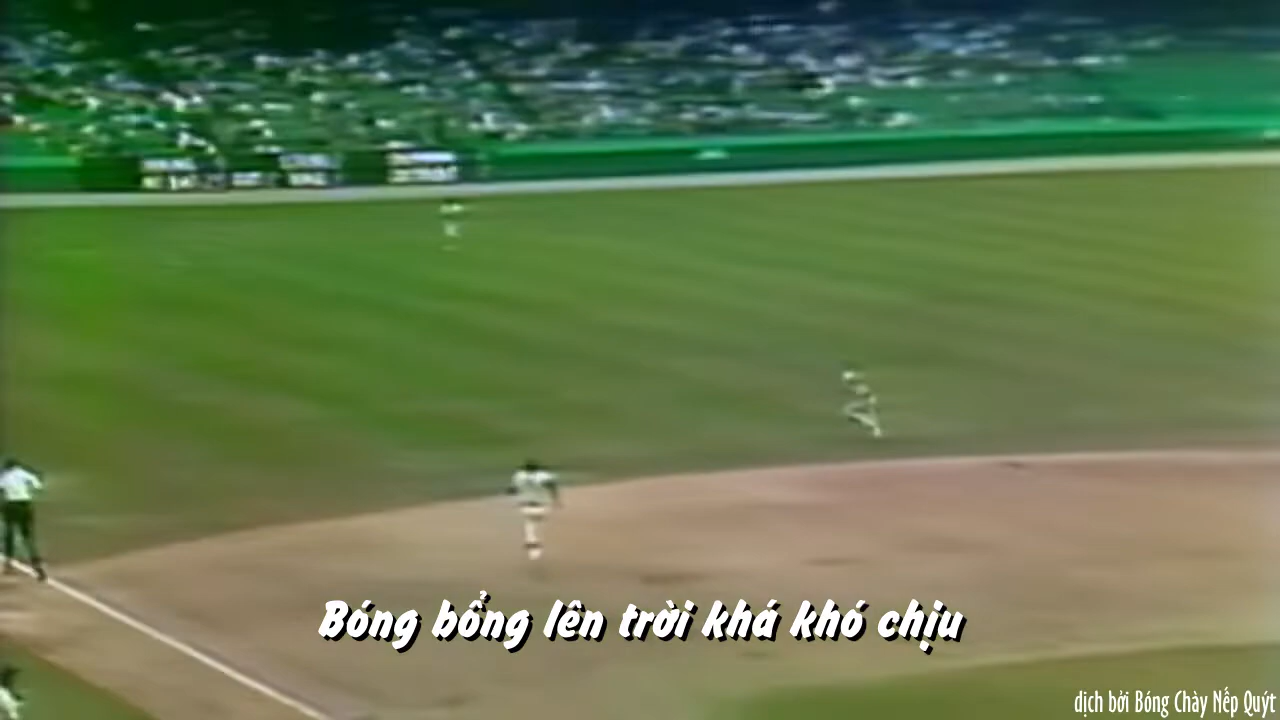 Bóng bổng lên trời khá khó chịu
dịch bởi Bóng Chày Nếp Quýt